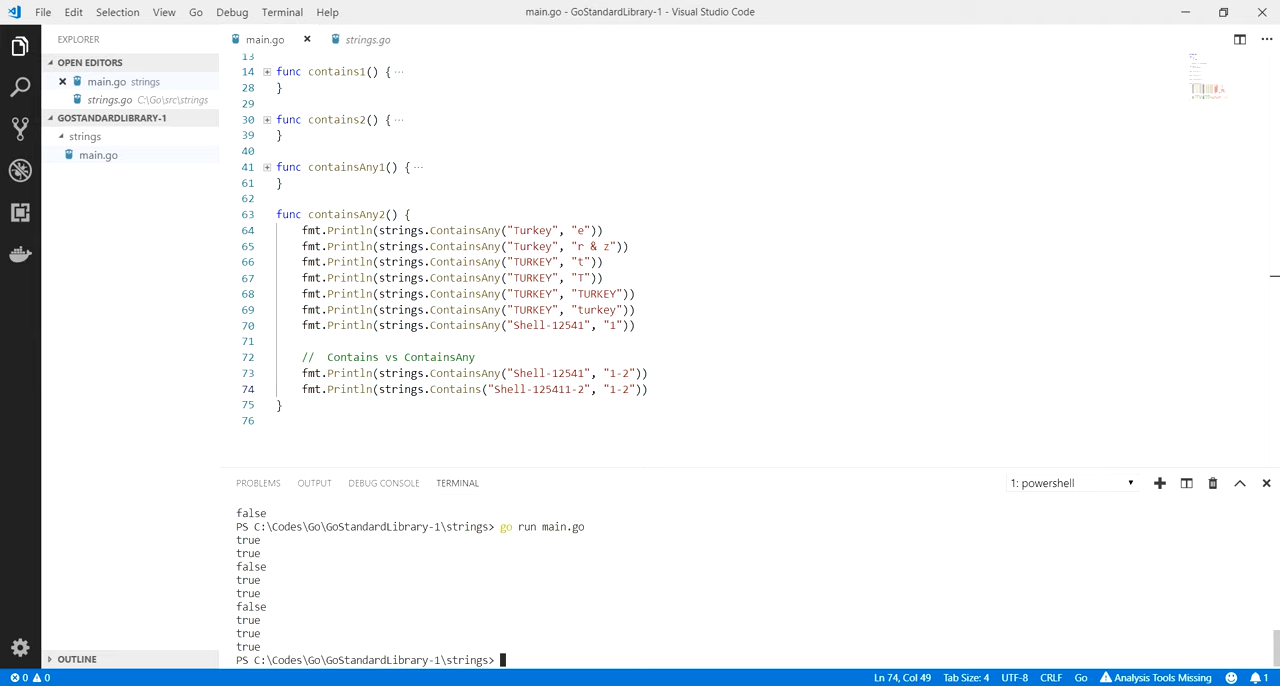 File Edit Selection View Go Debug Terminal Help
main.go - GoStandardLibrary-1 - Visual Studio Code
EXPLORER
OPEN EDITORS
main.go strings
strings.go C:\Go\src\strings
GOSTANDARDLIBRARY-1
strings
main.go
OUTLINE
main.go
strings.go
13
14 func contains1() { ...
28 }
29
30 func contains2() { ...
39 }
40
41 func containsAny1() { ...
61 }
62
63 func containsAny2() {
64 fmt.Println(strings.ContainsAny("Turkey", "e"))
65 fmt.Println(strings.ContainsAny("Turkey", "r & z"))
66 fmt.Println(strings.ContainsAny("TURKEY", "t"))
67 fmt.Println(strings.ContainsAny("TURKEY", "T"))
68 fmt.Println(strings.ContainsAny("TURKEY", "TURKEY"))
69 fmt.Println(strings.ContainsAny("TURKEY", "turkey"))
70 fmt.Println(strings.ContainsAny("Shell-12541", "1"))
71
72 // Contains vs ContainsAny
73 fmt.Println(strings.ContainsAny("Shell-12541", "1-2"))
74 fmt.Println(strings.Contains("Shell-125411-2", "1-2"))
75 }
76
PROBLEMS OUTPUT DEBUG CONSOLE TERMINAL
1: powershell
false
PS C:\Codes\Go\GoStandardLibrary-1\strings> go run main.go
true
true
false
true
true
false
true
true
true
PS C:\Codes\Go\GoStandardLibrary-1\strings>
0 0
Ln 74, Col 49 Tab Size: 4 UTF-8 CRLF Go Analysis Tools Missing 1